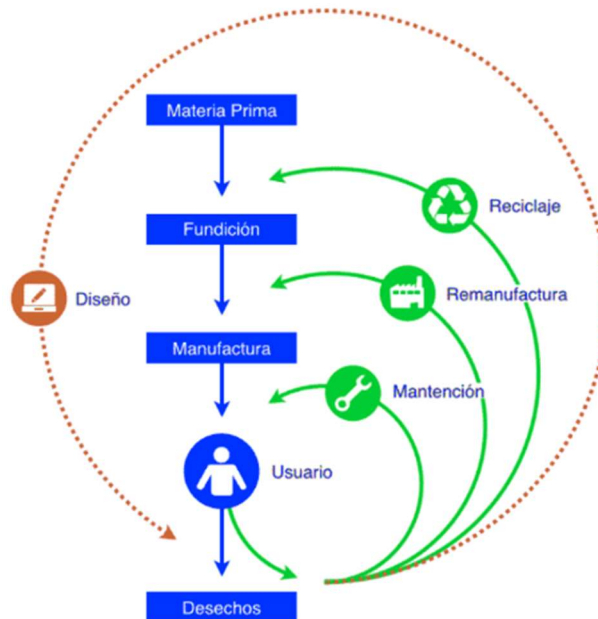 Materia Prima
Reciclaje
Fundición
Diseño
Remanufactura
Manufactura
Mantención
Usuario
Desechos